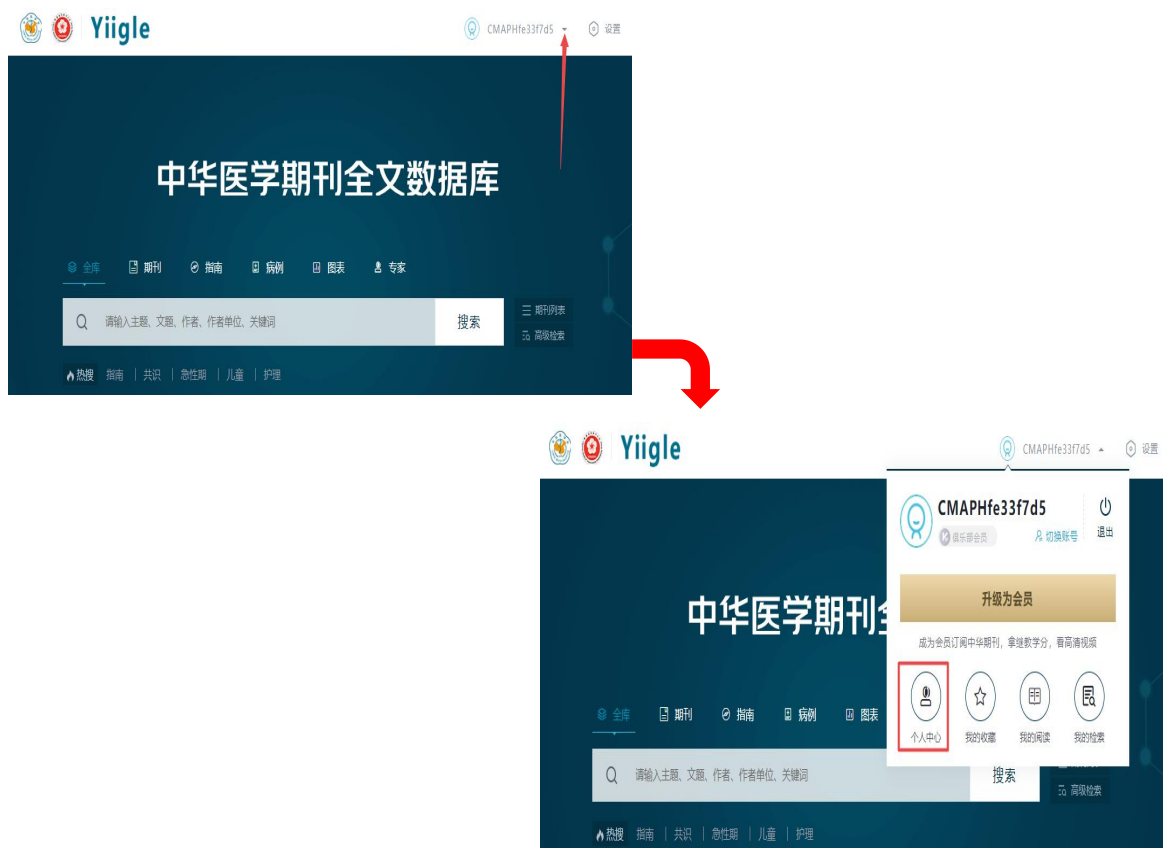 Yiigle
CMAPHfe33f7d5
设置
中华医学期刊全文数据库
全库 期刊 指南 病例 图表 专家
请输入主题、文题、作者、作者单位、关键词
搜索
期刊列表
高级检索
热搜 指南 | 共识 | 急性期 | 儿童 | 护理
Yiigle
CMAPHfe33f7d5
设置
CMAPHfe33f7d5
俱乐部会员
切换账号
退出
升级为会员
成为会员订阅中华期刊,拿继教学分,看高清视频
个人中心 我的收藏 我的阅读 我的检索
中华医学期刊
全库 期刊 指南 病例 图表
请输入主题、文题、作者、作者单位、关键词
搜索
高级检索
热搜 指南 | 共识 | 急性期 | 儿童 | 护理